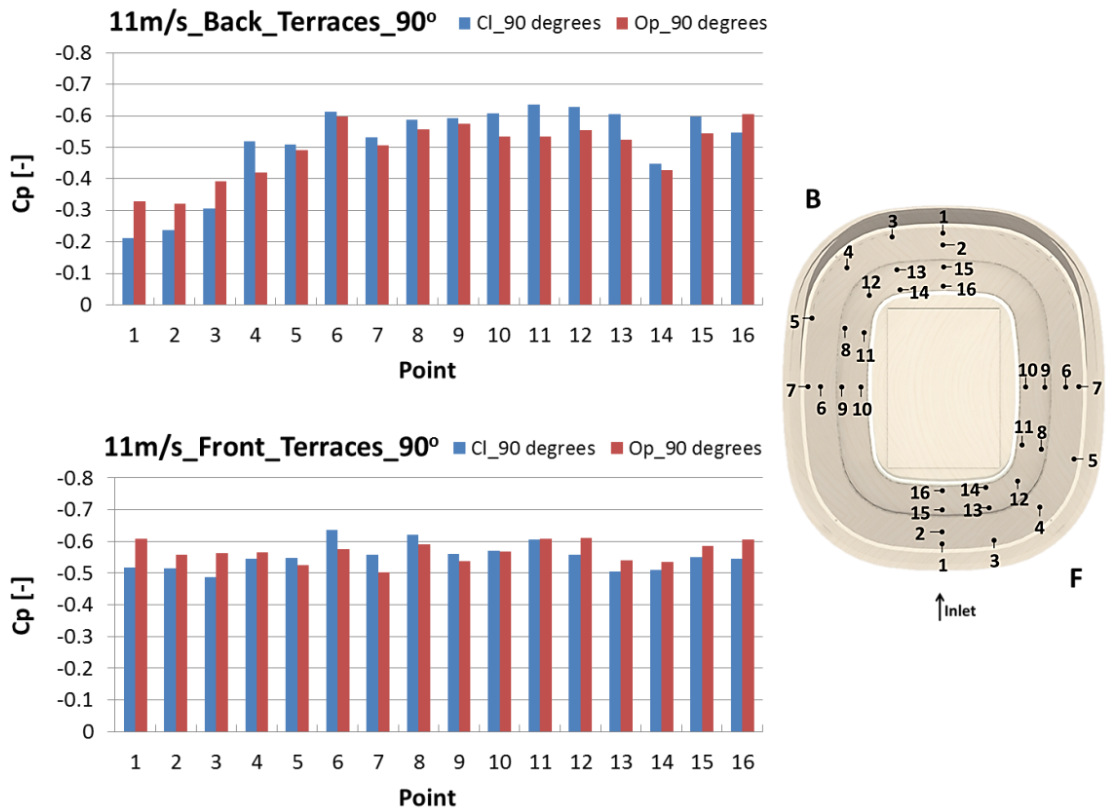 11m/s_Back_Terraces_90º
Cl_90 degrees Op_90 degrees
-0.8
-0.7
-0.6
-0.5
-0.4
-0.3
-0.2
-0.1
0
Cp [-]
1 2 3 4 5 6 7 8 9 10 11 12 13 14 15 16
Point
11m/s_Front_Terraces_90º
Cl_90 degrees Op_90 degrees
-0.8
-0.7
-0.6
-0.5
-0.4
-0.3
-0.2
-0.1
0
Cp [-]
1 2 3 4 5 6 7 8 9 10 11 12 13 14 15 16
Point
B
1
3
2
4
13 15
12
14 16
5
8 11
7 6 9 10
10 9 6 7
11 8
5
16 14 12
15 13 4
2
1 3
F
Inlet